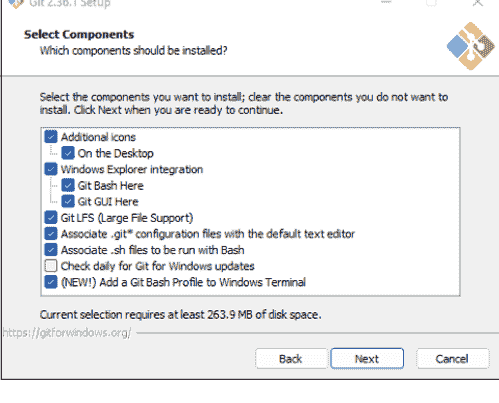 Git 2.36.1 Setup
Select Components
Which components should be installed?
Select the components you want to install; clear the components you do not want to
install. Click Next when you are ready to continue.
Additional icons
On the Desktop
Windows Explorer integration
Git Bash Here
Git GUI Here
Git LFS (Large File Support)
Associate .git* configuration files with the default text editor
Associate .sh files to be run with Bash
Check daily for Git for Windows updates
(NEW!) Add a Git Bash Profile to Windows Terminal
Current selection requires at least 263.9 MB of disk space.
https://gitforwindows.org/
Back
Next
Cancel